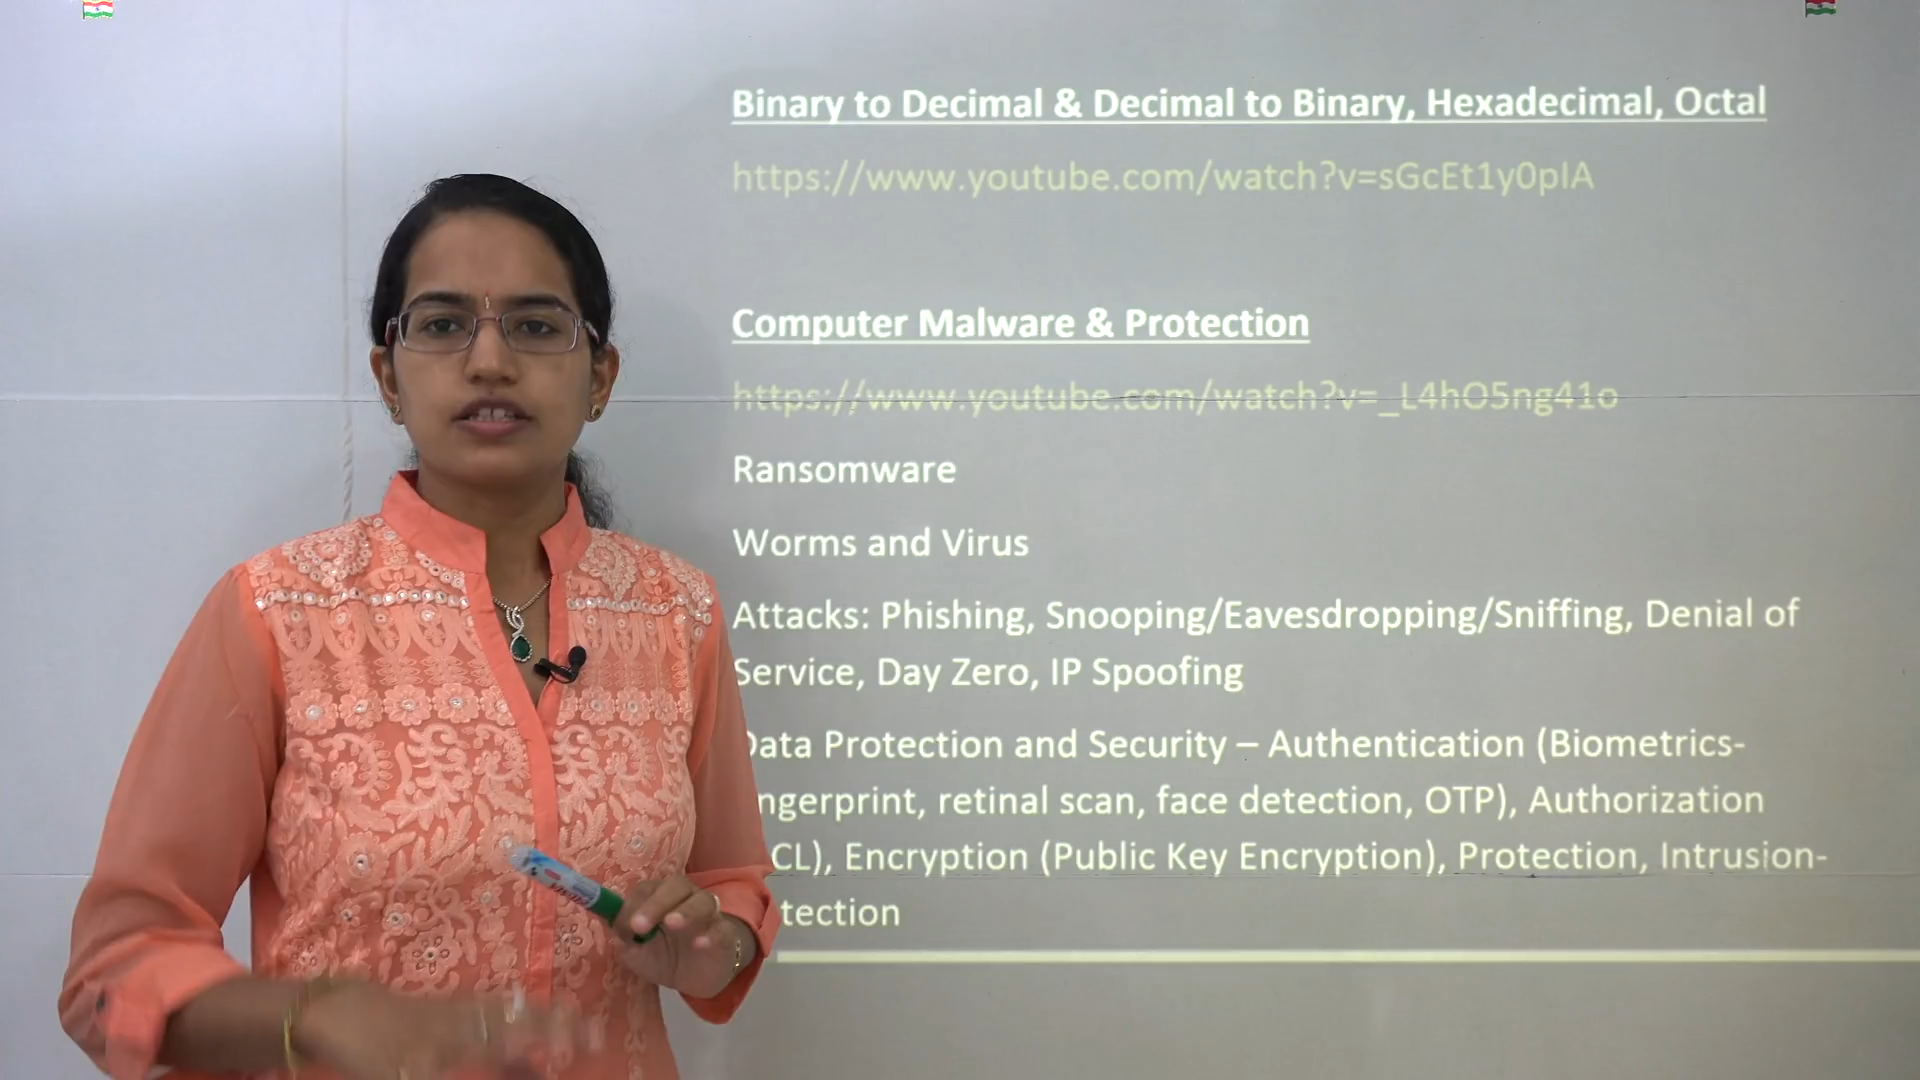 Binary to Decimal & Decimal to Binary, Hexadecimal, Octal
https://www.youtube.com/watch?v=sGcEt1y0pIA
Computer Malware & Protection
https://www.youtube.com/watch?v=_L4hO5ng41o
Ransomware
Worms and Virus
Attacks: Phishing, Snooping/Eavesdropping/Sniffing, Denial of
Service, Day Zero, IP Spoofing
Data Protection and Security – Authentication (Biometrics-
ngerprint, retinal scan, face detection, OTP), Authorization
CL), Encryption (Public Key Encryption), Protection, Intrusion-
tection